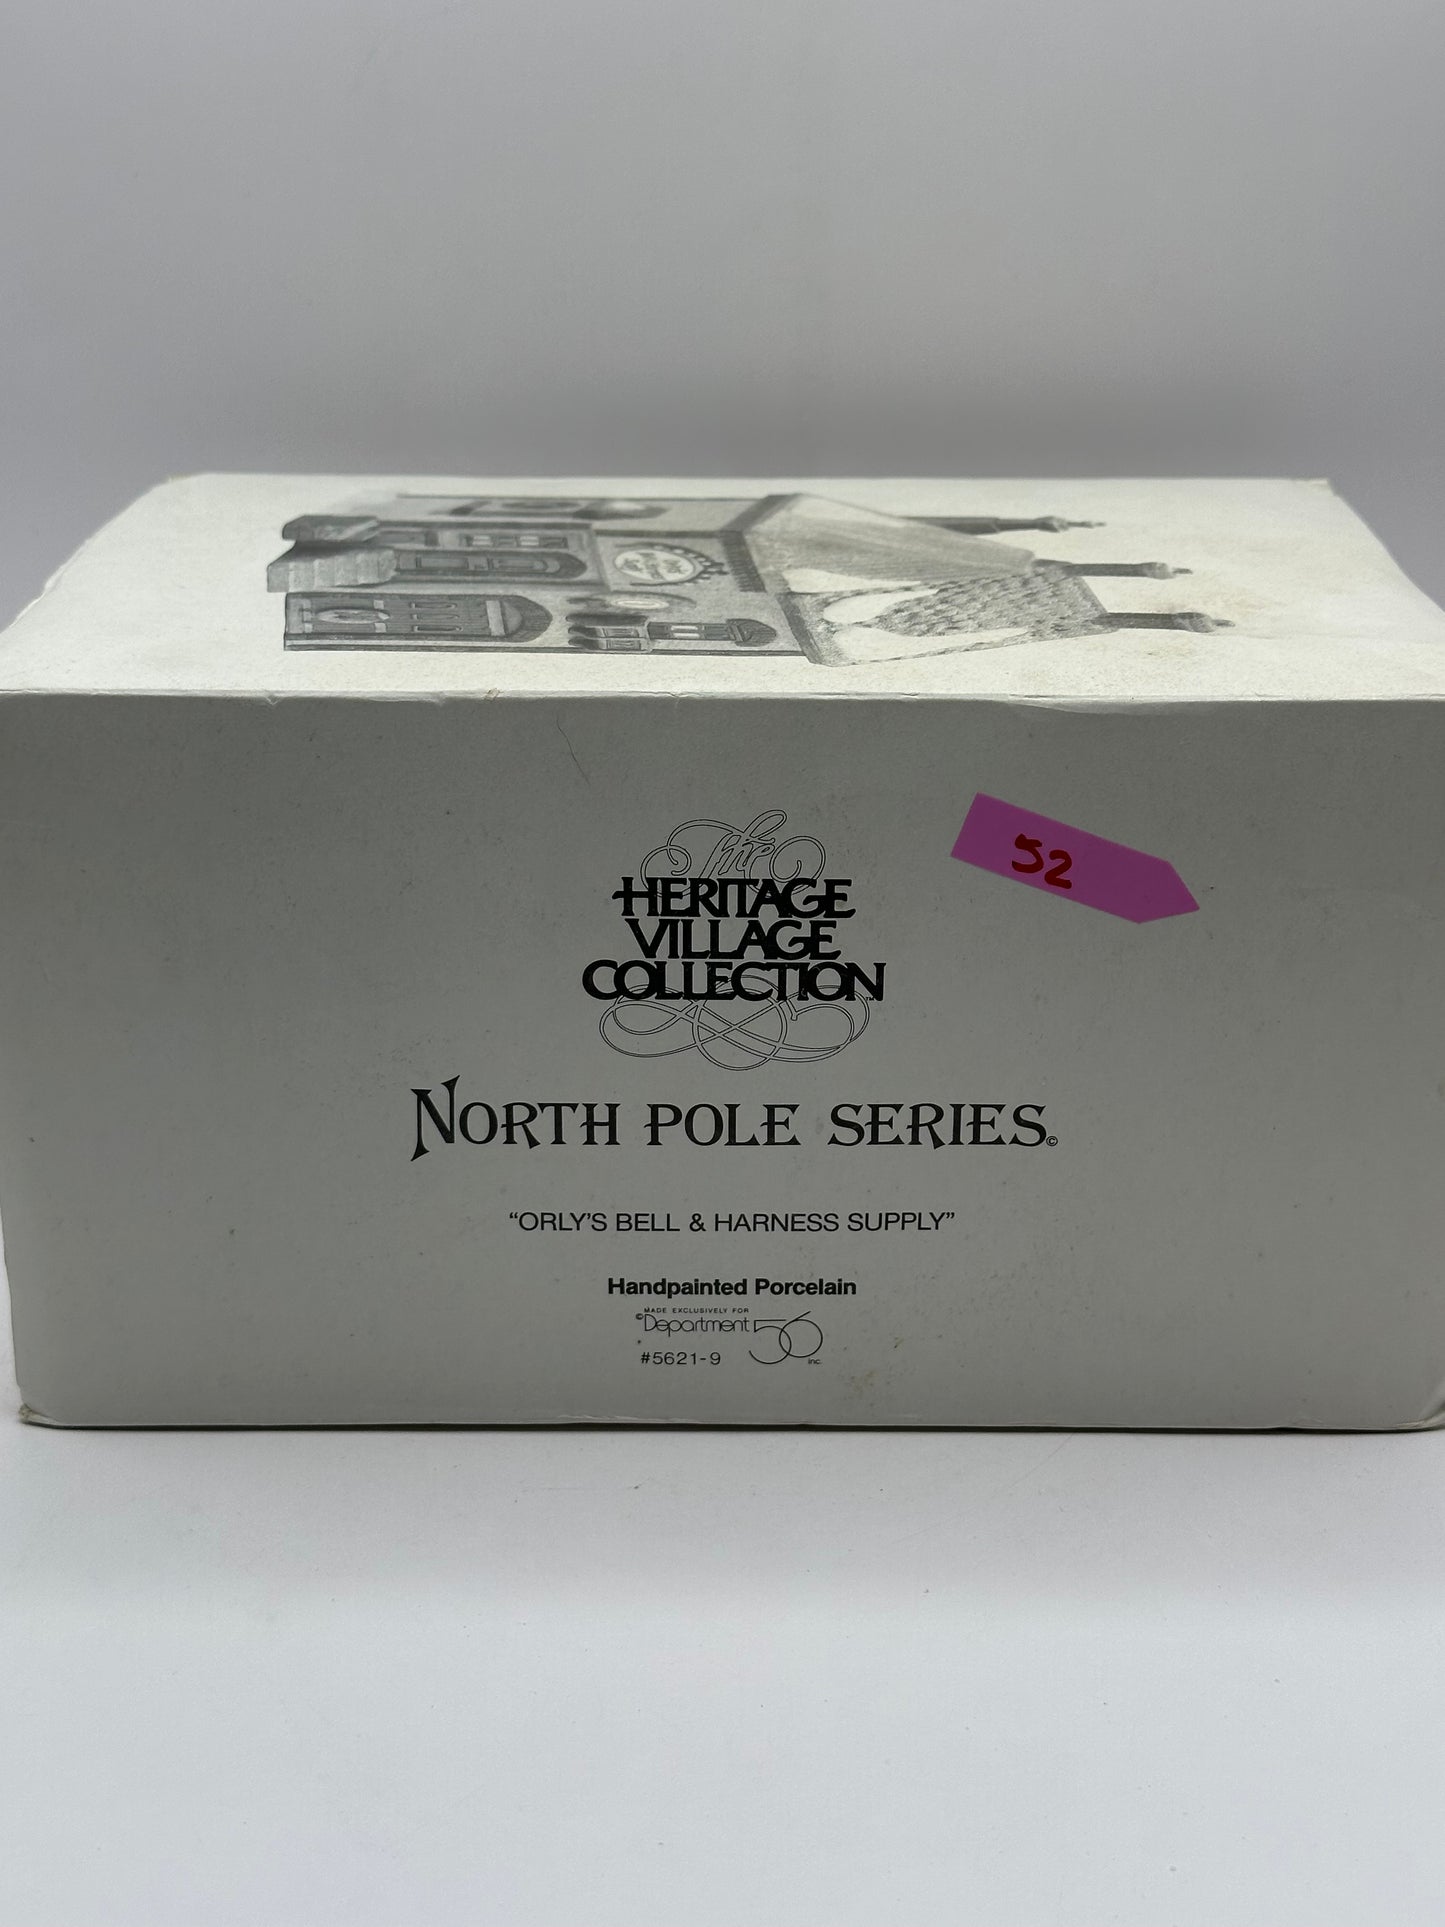 52
The
HERITAGE
VILLAGE
COLLECTION™
NORTH POLE SERIES©
“ORLY’S BELL & HARNESS SUPPLY”
Handpainted Porcelain
MADE EXCLUSIVELY FOR
©Department 56 Inc.
#5621-9